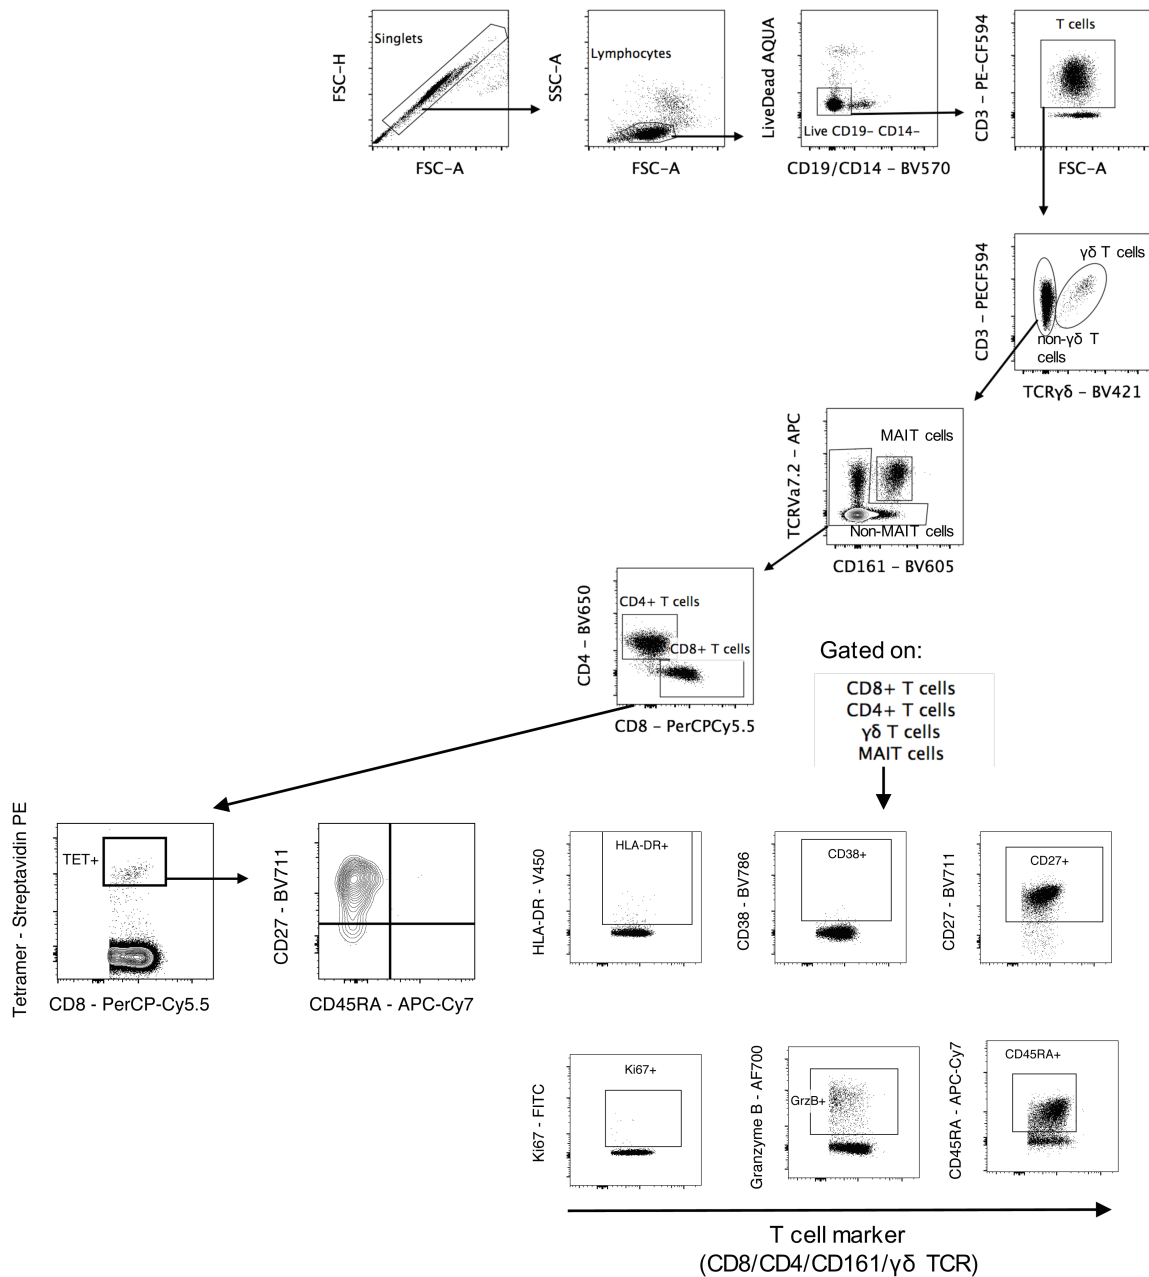 Singlets
FSC-H
FSC-A
Lymphocytes
SSC-A
FSC-A
LiveDead AQUA
Live CD19- CD14-
CD19/CD14 - BV570
T cells
CD3 - PE-CF594
FSC-A
γδ T cells
CD3 - PECF594
non-γδ T
cells
TCRγδ - BV421
MAIT cells
TCRVa7.2 - APC
Non-MAIT cells
CD161 - BV605
CD4+ T cells
CD4 - BV650
CD8+ T cells
CD8 - PerCPCy5.5
Gated on:
CD8+ T cells
CD4+ T cells
γδ T cells
MAIT cells
Tetramer - Streptavidin PE
TET+
CD8 - PerCP-Cy5.5
CD27 - BV711
CD45RA - APC-Cy7
HLA-DR+
HLA-DR - V450
CD38+
CD38 - BV786
CD27+
CD27 - BV711
Ki67+
Ki67 - FITC
GrzB+
Granzyme B - AF700
CD45RA+
CD45RA - APC-Cy7
T cell marker
(CD8/CD4/CD161/γδ TCR)